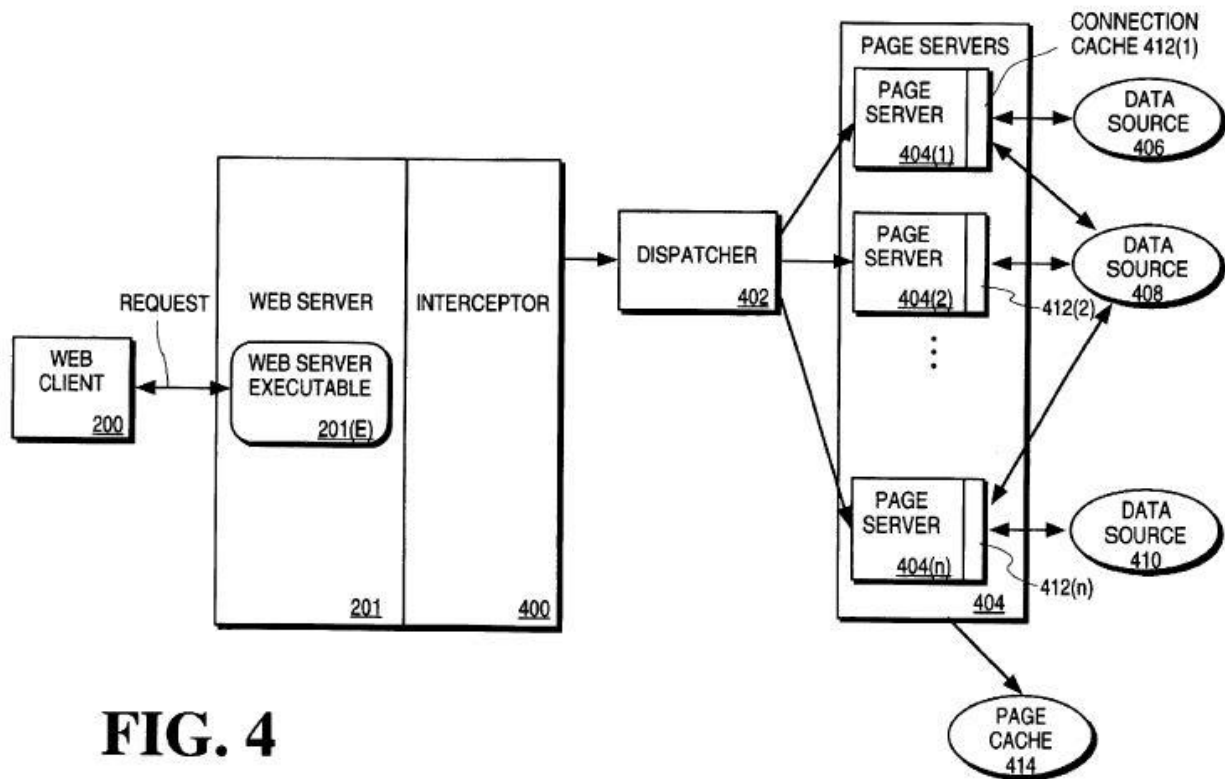 CONNECTION
CACHE 412(1)
PAGE SERVERS
PAGE
SERVER
404(1)
DATA
SOURCE
406
DISPATCHER
402
PAGE
SERVER
404(2)
412(2)
DATA
SOURCE
408
REQUEST
WEB SERVER
INTERCEPTOR
WEB
CLIENT
200
WEB SERVER
EXECUTABLE
201(E)
PAGE
SERVER
404(n)
412(n)
DATA
SOURCE
410
201
400
404
PAGE
CACHE
414
FIG. 4